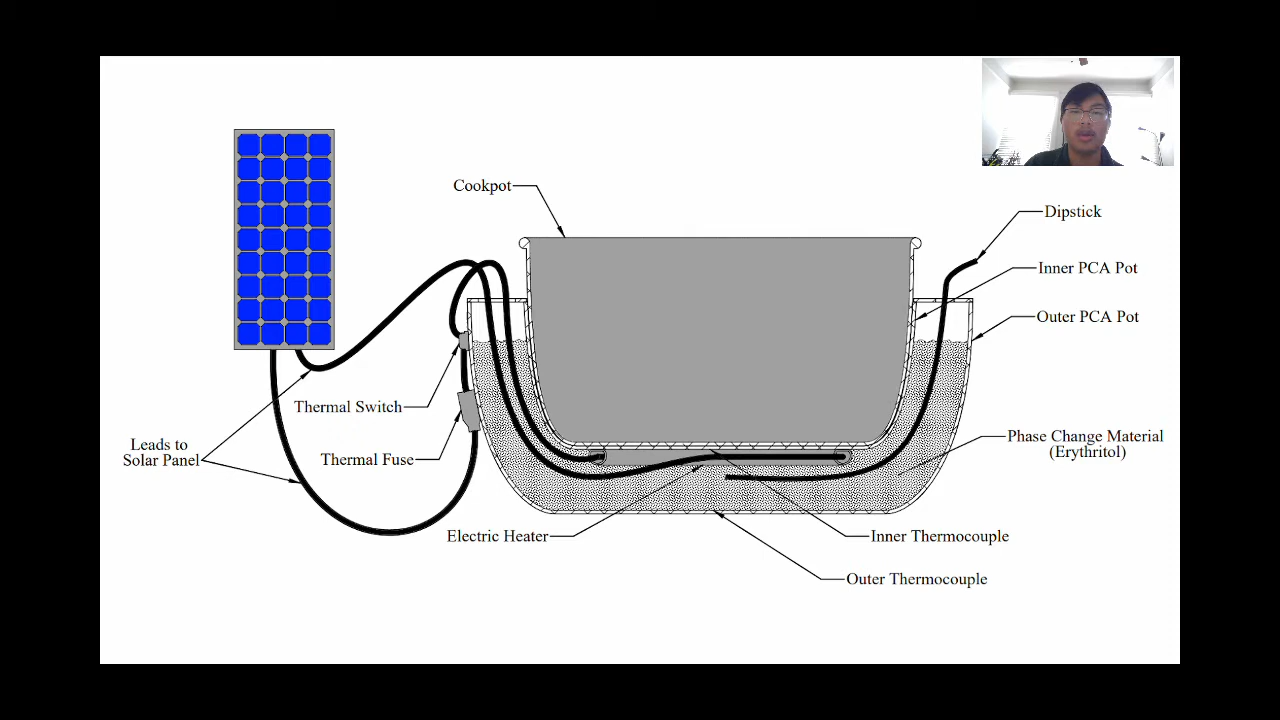 Cookpot
Dipstick
Inner PCA Pot
Outer PCA Pot
Thermal Switch
Leads to
Solar Panel
Thermal Fuse
Phase Change Material
(Erythritol)
Electric Heater
Inner Thermocouple
Outer Thermocouple